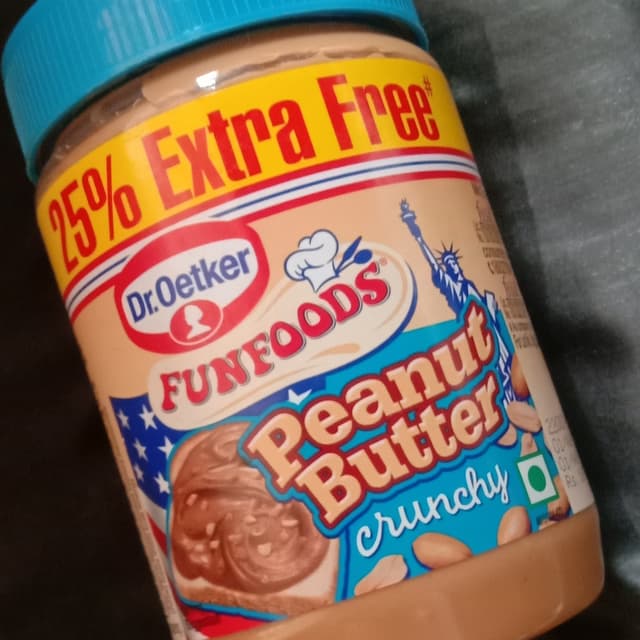 25% Extra Free#
Dr.Oetker
FUNFOODS®
Peanut
Butter
crunchy